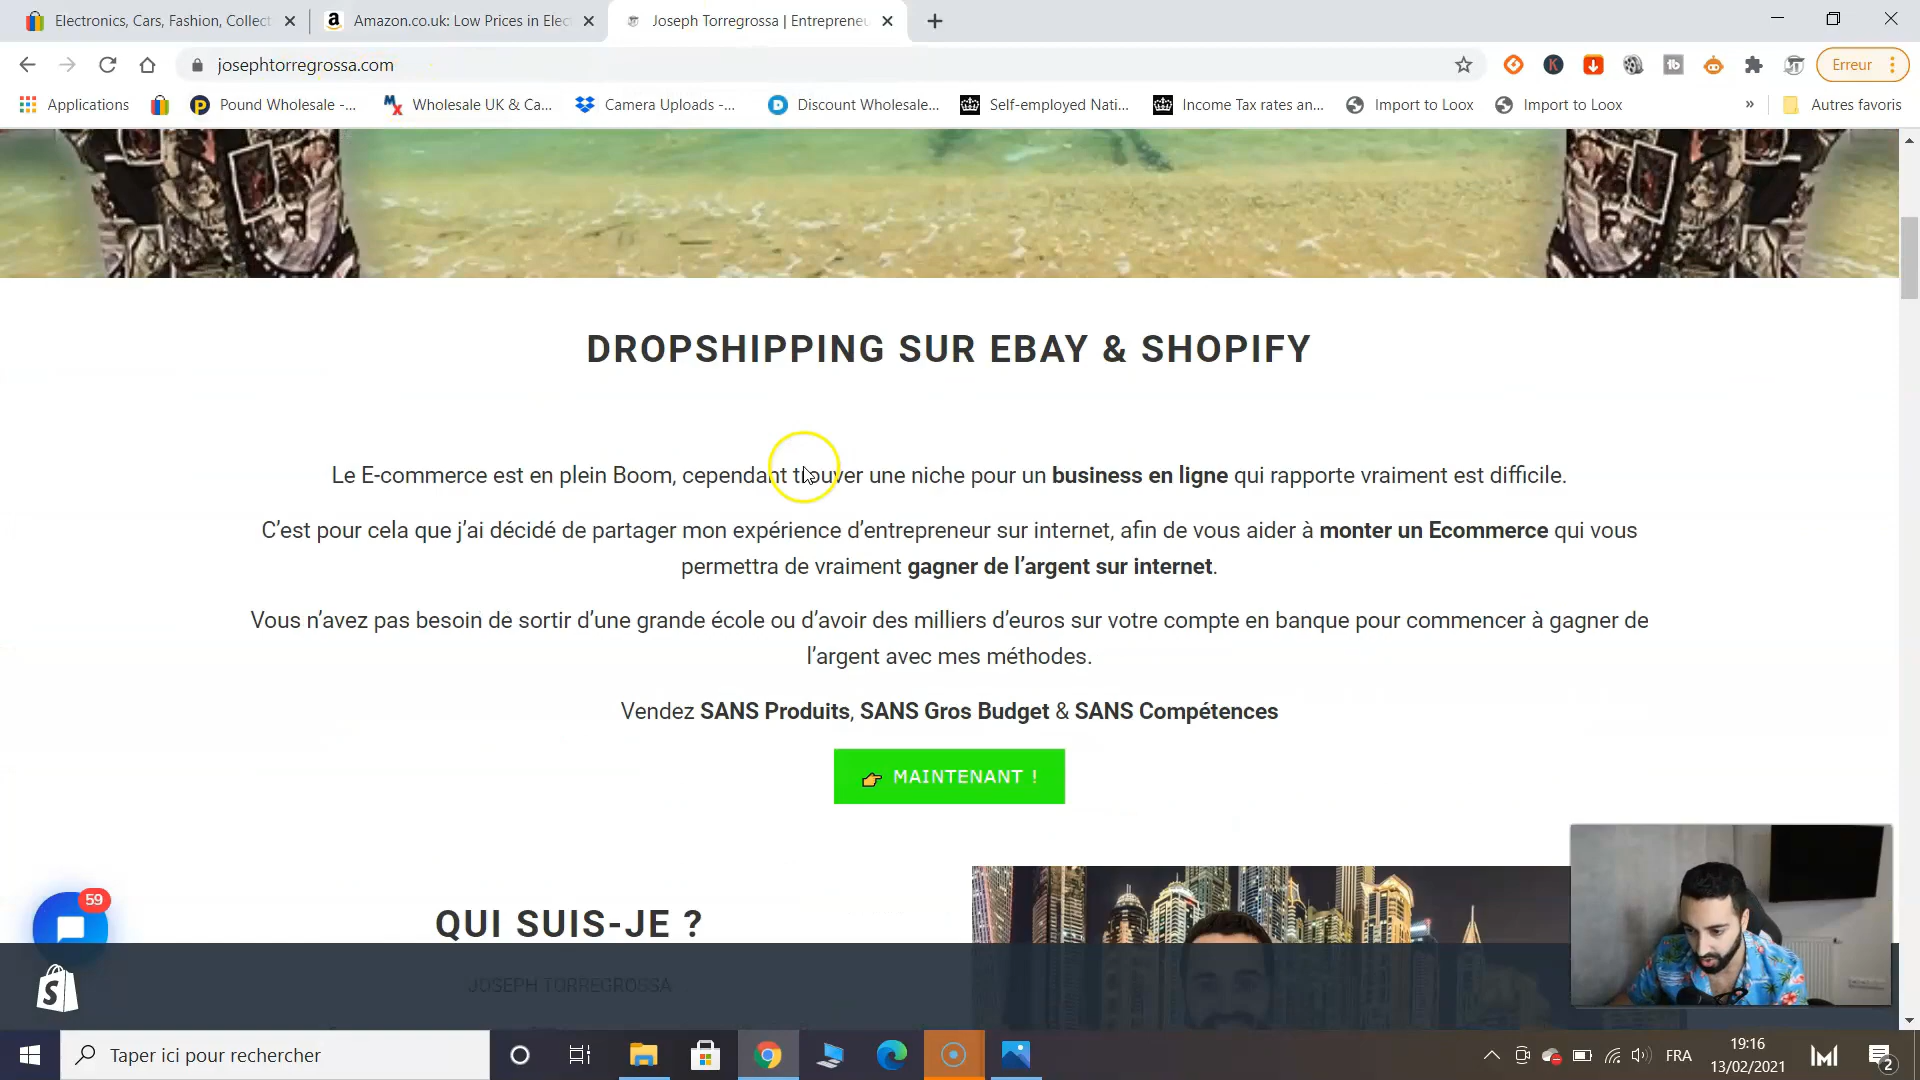 Electronics, Cars, Fashion, Collect
Amazon.co.uk: Low Prices in Elec
Joseph Torregrossa | Entrepreneu
josephtorregrossa.com
Erreur
Applications
Pound Wholesale -...
Wholesale UK & Ca...
Camera Uploads -...
Discount Wholesale...
Self-employed Nati...
Income Tax rates an...
Import to Loox
Import to Loox
»
Autres favoris
DROPSHIPPING SUR EBAY & SHOPIFY
Le E-commerce est en plein Boom, cependant trouver une niche pour un business en ligne qui rapporte vraiment est difficile.
C’est pour cela que j’ai décidé de partager mon expérience d’entrepreneur sur internet, afin de vous aider à monter un Ecommerce qui vous
permettra de vraiment gagner de l’argent sur internet.
Vous n’avez pas besoin de sortir d’une grande école ou d’avoir des milliers d’euros sur votre compte en banque pour commencer à gagner de
l’argent avec mes méthodes.
Vendez SANS Produits, SANS Gros Budget & SANS Compétences
👉 MAINTENANT !
59
QUI SUIS-JE ?
JOSEPH TORREGROSSA
Taper ici pour rechercher
FRA
19:16
13/02/2021
2